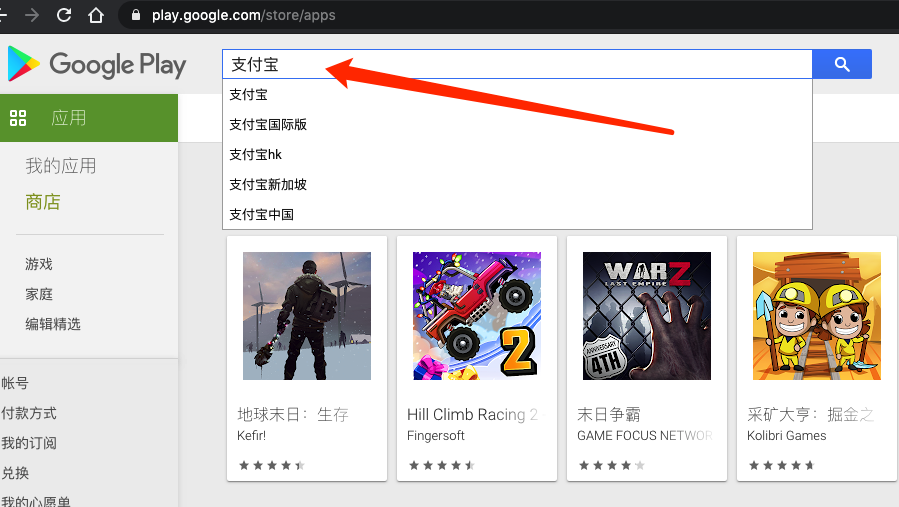 play.google.com/store/apps
Google Play
支付宝
支付宝
支付宝国际版
支付宝hk
支付宝新加坡
支付宝中国
应用
我的应用
商店
游戏
家庭
编辑精选
帐号
付款方式
我的订阅
兑换
我的心愿单
2
WAR Z
LAST EMPIRE
ANNIVERSARY
4TH
地球末日：生存
Kefir!
Hill Climb Racing 2
Fingersoft
末日争霸
GAME FOCUS NETWOR
采矿大亨：掘金之
Kolibri Games